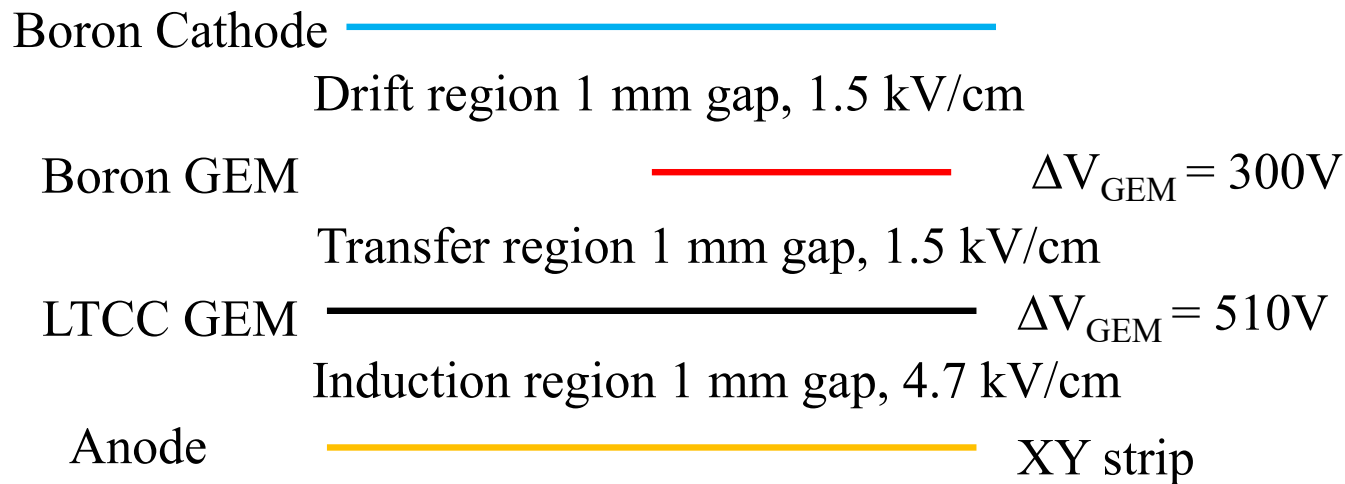 Boron Cathode
Drift region 1 mm gap, 1.5 kV/cm
Boron GEM ΔV_GEM = 300V
Transfer region 1 mm gap, 1.5 kV/cm
LTCC GEM ΔV_GEM = 510V
Induction region 1 mm gap, 4.7 kV/cm
Anode XY strip